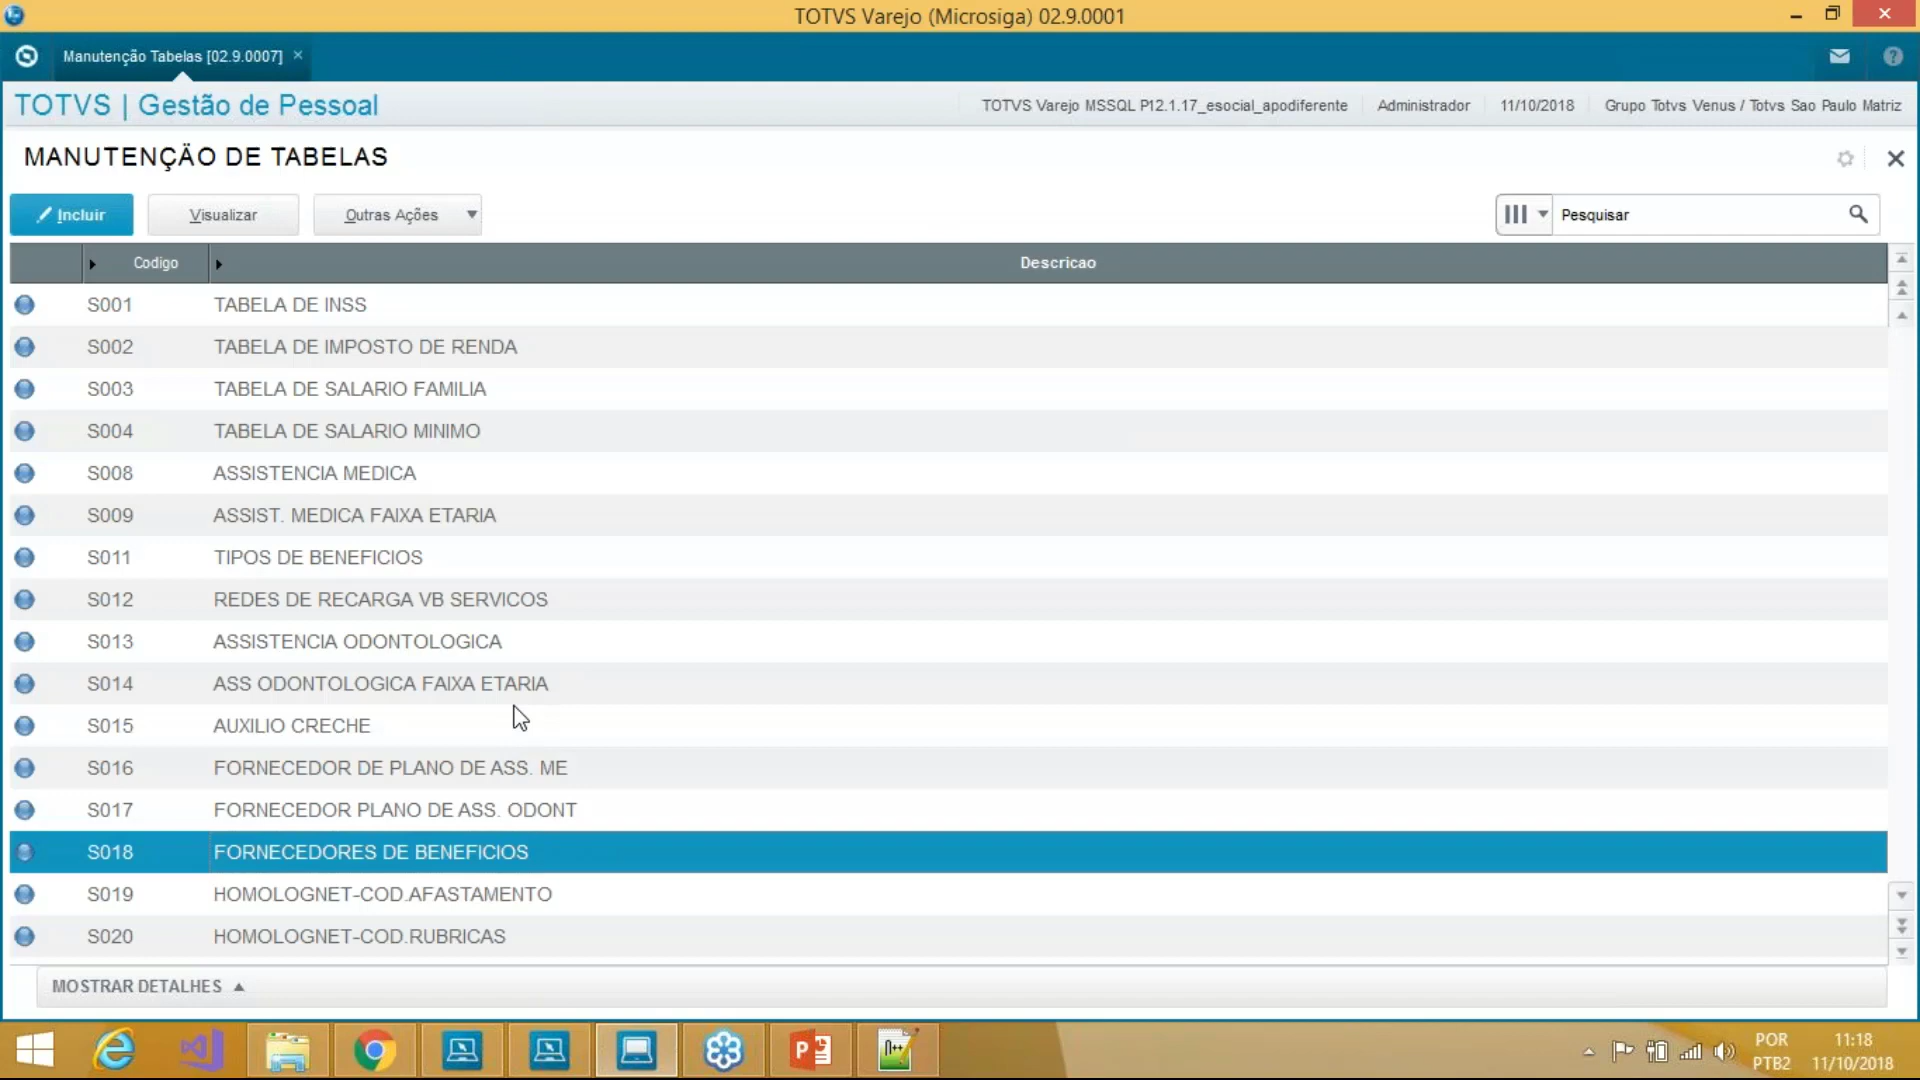 TOTVS Varejo (Microsiga) 02.9.0001
Manutenção Tabelas [02.9.0007]
TOTVS | Gestão de Pessoal
TOTVS Varejo MSSQL P12.1.17_esocial_apodiferente
Administrador
11/10/2018
Grupo Totvs Venus / Totvs Sao Paulo Matriz
MANUTENÇÃO DE TABELAS
Incluir
Visualizar
Outras Ações
Pesquisar
Codigo Descricao
S001 TABELA DE INSS
S002 TABELA DE IMPOSTO DE RENDA
S003 TABELA DE SALARIO FAMILIA
S004 TABELA DE SALARIO MINIMO
S008 ASSISTENCIA MEDICA
S009 ASSIST. MEDICA FAIXA ETARIA
S011 TIPOS DE BENEFICIOS
S012 REDES DE RECARGA VB SERVICOS
S013 ASSISTENCIA ODONTOLOGICA
S014 ASS ODONTOLOGICA FAIXA ETARIA
S015 AUXILIO CRECHE
S016 FORNECEDOR DE PLANO DE ASS. ME
S017 FORNECEDOR PLANO DE ASS. ODONT
S018 FORNECEDORES DE BENEFICIOS
S019 HOMOLOGNET-COD.AFASTAMENTO
S020 HOMOLOGNET-COD.RUBRICAS
MOSTRAR DETALHES
POR 11:18
PTB2 11/10/2018